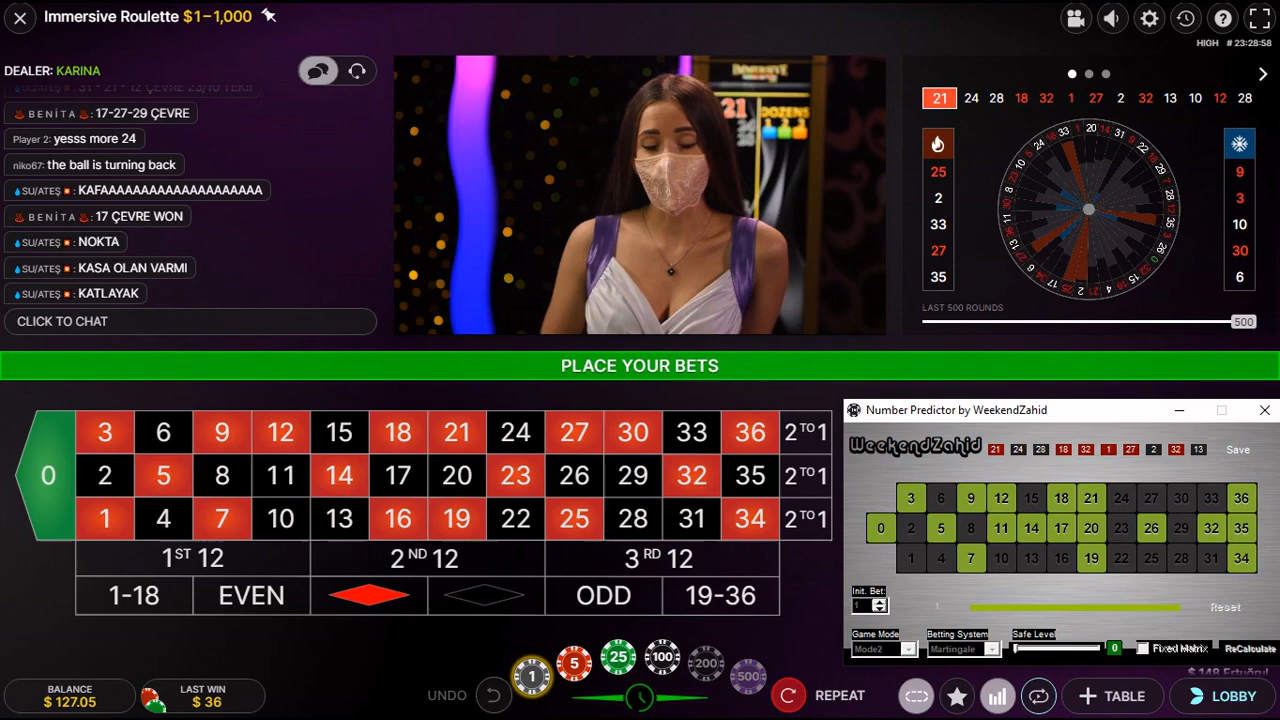 Immersive Roulette $1–1,000
HIGH # 23:28:58
DEALER: KARINA
BENİTA: 17-27-29 ÇEVRE
Player 2: yesss more 24
niko67: the ball is turning back
SU/ATEŞ: KAFAAAAAAAAAAAAAAAAAAAAA
BENİTA: 17 ÇEVRE WON
SU/ATEŞ: NOKTA
SU/ATEŞ: KASA OLAN VARMI
SU/ATEŞ: KATLAYAK
CLICK TO CHAT
21
DOZENS
1 2 2
21 24 28 18 32 1 27 2 32 13 10 12 28
25 9
2 3
33 10
27 30
35 6
LAST 500 ROUNDS
500
PLACE YOUR BETS
3 6 9 12 15 18 21 24 27 30 33 36 2 TO 1
0 2 5 8 11 14 17 20 23 26 29 32 35 2 TO 1
1 4 7 10 13 16 19 22 25 28 31 34 2 TO 1
1ST 12 2ND 12 3RD 12
1-18 EVEN ODD 19-36
Number Predictor by WeekendZahid
WeekendZahid 21 24 28 18 32 1 27 2 32 13 Save
3 6 9 12 15 18 21 24 27 30 33 36
0 2 5 8 11 14 17 20 23 26 29 32 35
1 4 7 10 13 16 19 22 25 28 31 34
Init. Bet:
1 1 Reset
Game Mode Betting System Safe Level
Mode2 Martingale 0 Fixed Matrix ReCalculate
1 5 25 100 200 500
BALANCE
$ 127.05
LAST WIN
$ 36
UNDO
REPEAT
TABLE
LOBBY